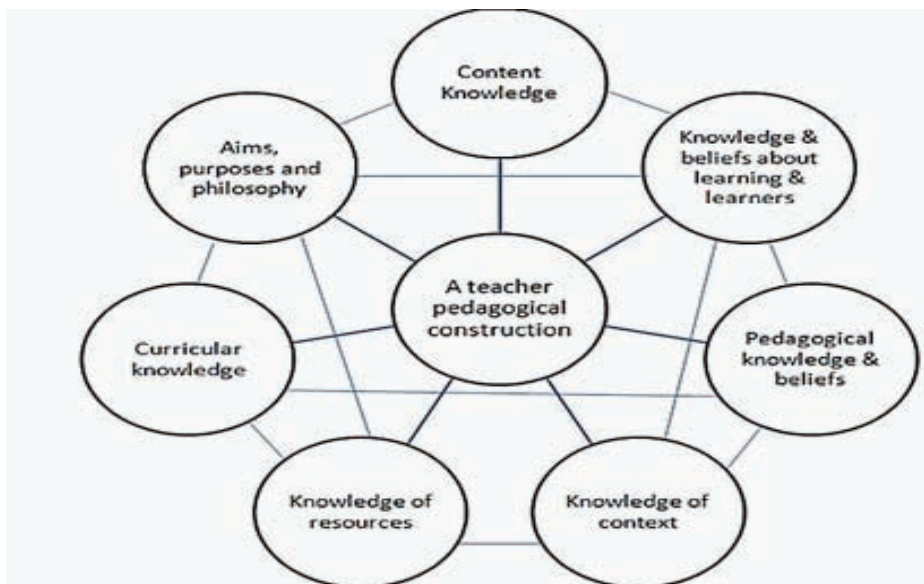 Content
Knowledge
Aims,
purposes and
philosophy
Knowledge &
beliefs about
learning &
learners
A teacher
pedagogical
construction
Curricular
knowledge
Pedagogical
knowledge &
beliefs
Knowledge of
resources
Knowledge of
context